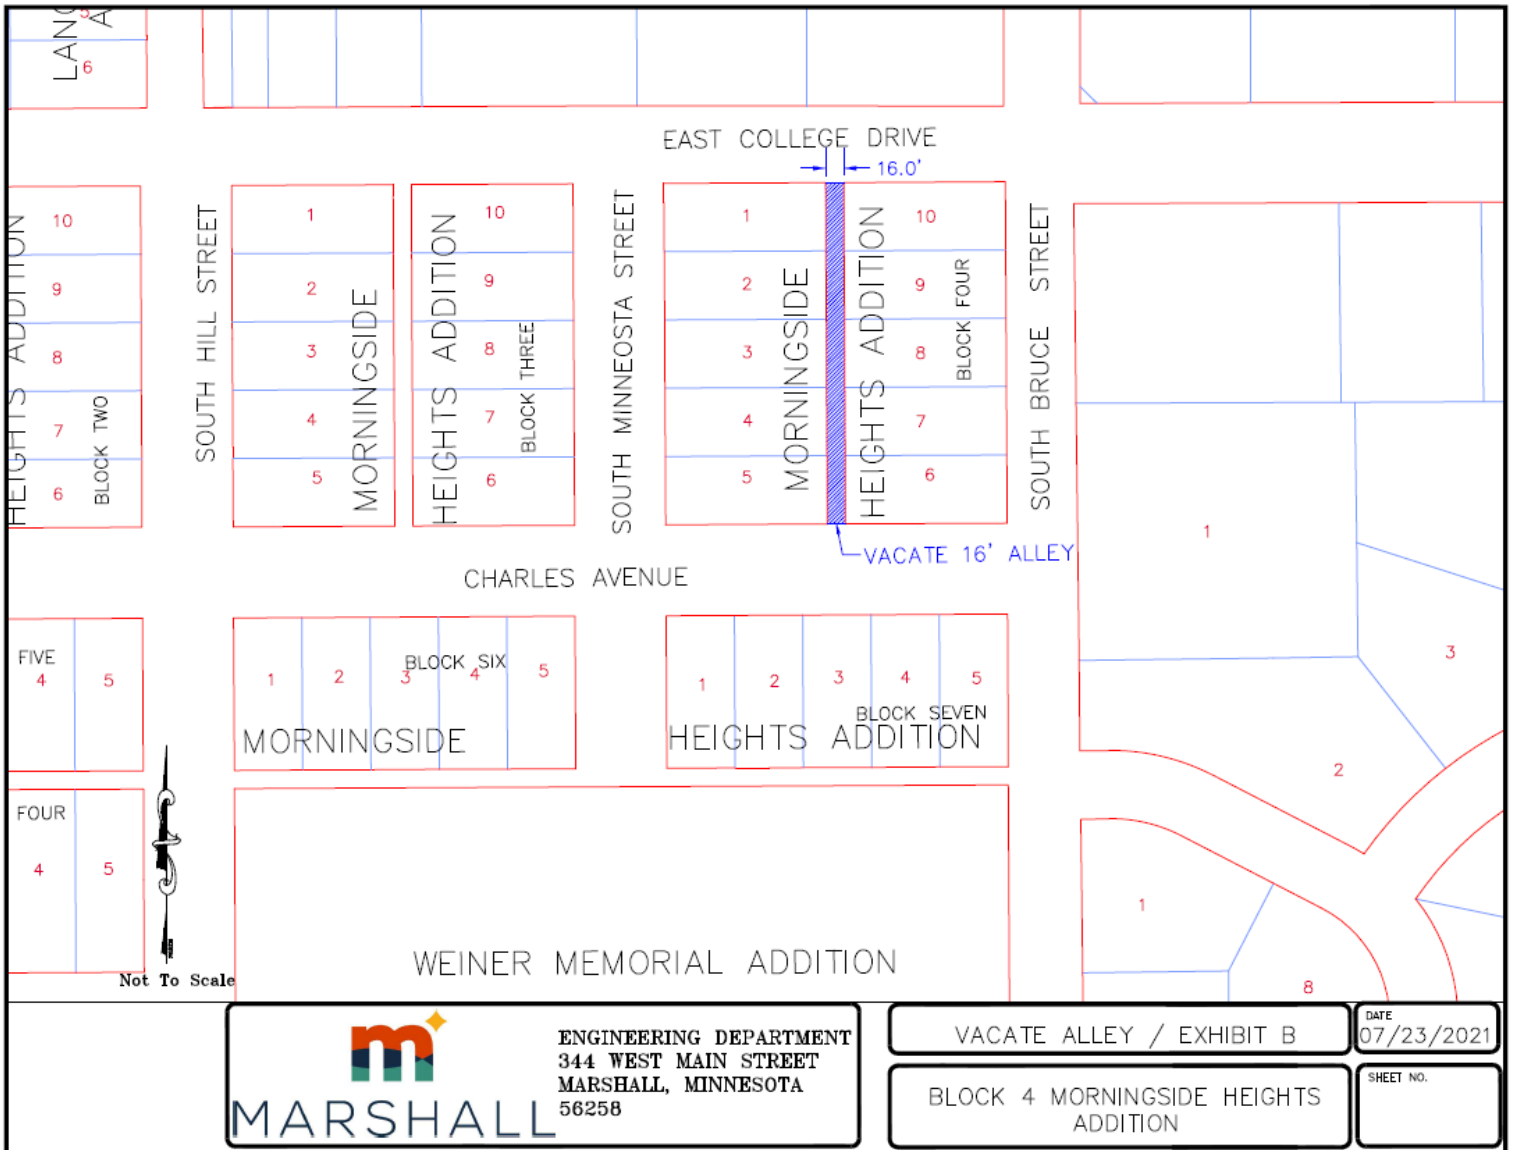 LANG
A
5
6
EAST COLLEGE DRIVE
16.0'
HEIGHTS ADDITION
10
9
8
7
6
BLOCK TWO
SOUTH HILL STREET
1
2
3
4
5
MORNINGSIDE
HEIGHTS ADDITION
10
9
8
7
6
BLOCK THREE
SOUTH MINNEOSTA STREET
1
2
3
4
5
MORNINGSIDE
HEIGHTS ADDITION
10
9
8
7
6
BLOCK FOUR
SOUTH BRUCE STREET
VACATE 16' ALLEY
CHARLES AVENUE
1
3
2
FIVE
4
5
1
2
3
4
5
BLOCK SIX
MORNINGSIDE
1
2
3
4
5
BLOCK SEVEN
HEIGHTS ADDITION
FOUR
4
5
1
8
WEINER MEMORIAL ADDITION
Not To Scale
MARSHALL
ENGINEERING DEPARTMENT
344 WEST MAIN STREET
MARSHALL, MINNESOTA
56258
VACATE ALLEY / EXHIBIT B
DATE
07/23/2021
BLOCK 4 MORNINGSIDE HEIGHTS
ADDITION
SHEET NO.